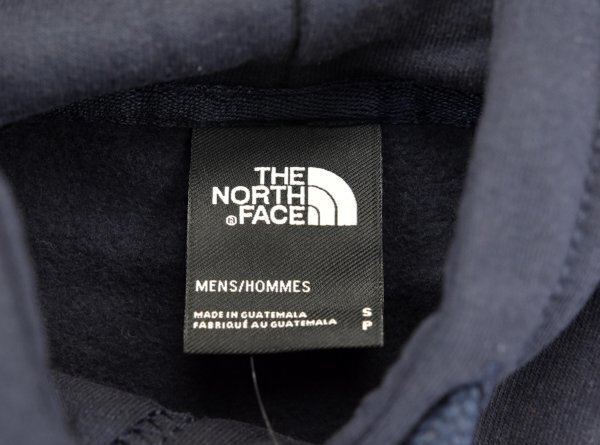 THE
NORTH
® FACE
MENS/HOMMES
MADE IN GUATEMALA S
FABRIQUÉ AU GUATEMALA P